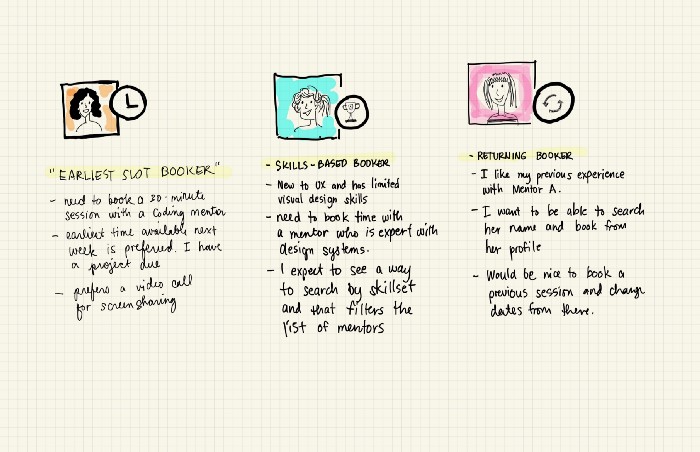 "EARLIEST SLOT BOOKER"
- need to book a 30-minute
session with a Coding mentor
- earliest time available next
week is preferred. I have
a project due
- prefers a video call
for screensharing
- SKILLS-BASED BOOKER
- New to UX and has limited
visual design skills
- need to book time with
a mentor who is expert with
design systems.
- I expect to see a way
to search by skillset
and that filters the
list of mentors
- RETURNING BOOKER
- I like my previous experience
with Mentor A.
- I want to be able to search
her name and book from
her profile
- Would be nice to book a
previous session and change
dates from there.